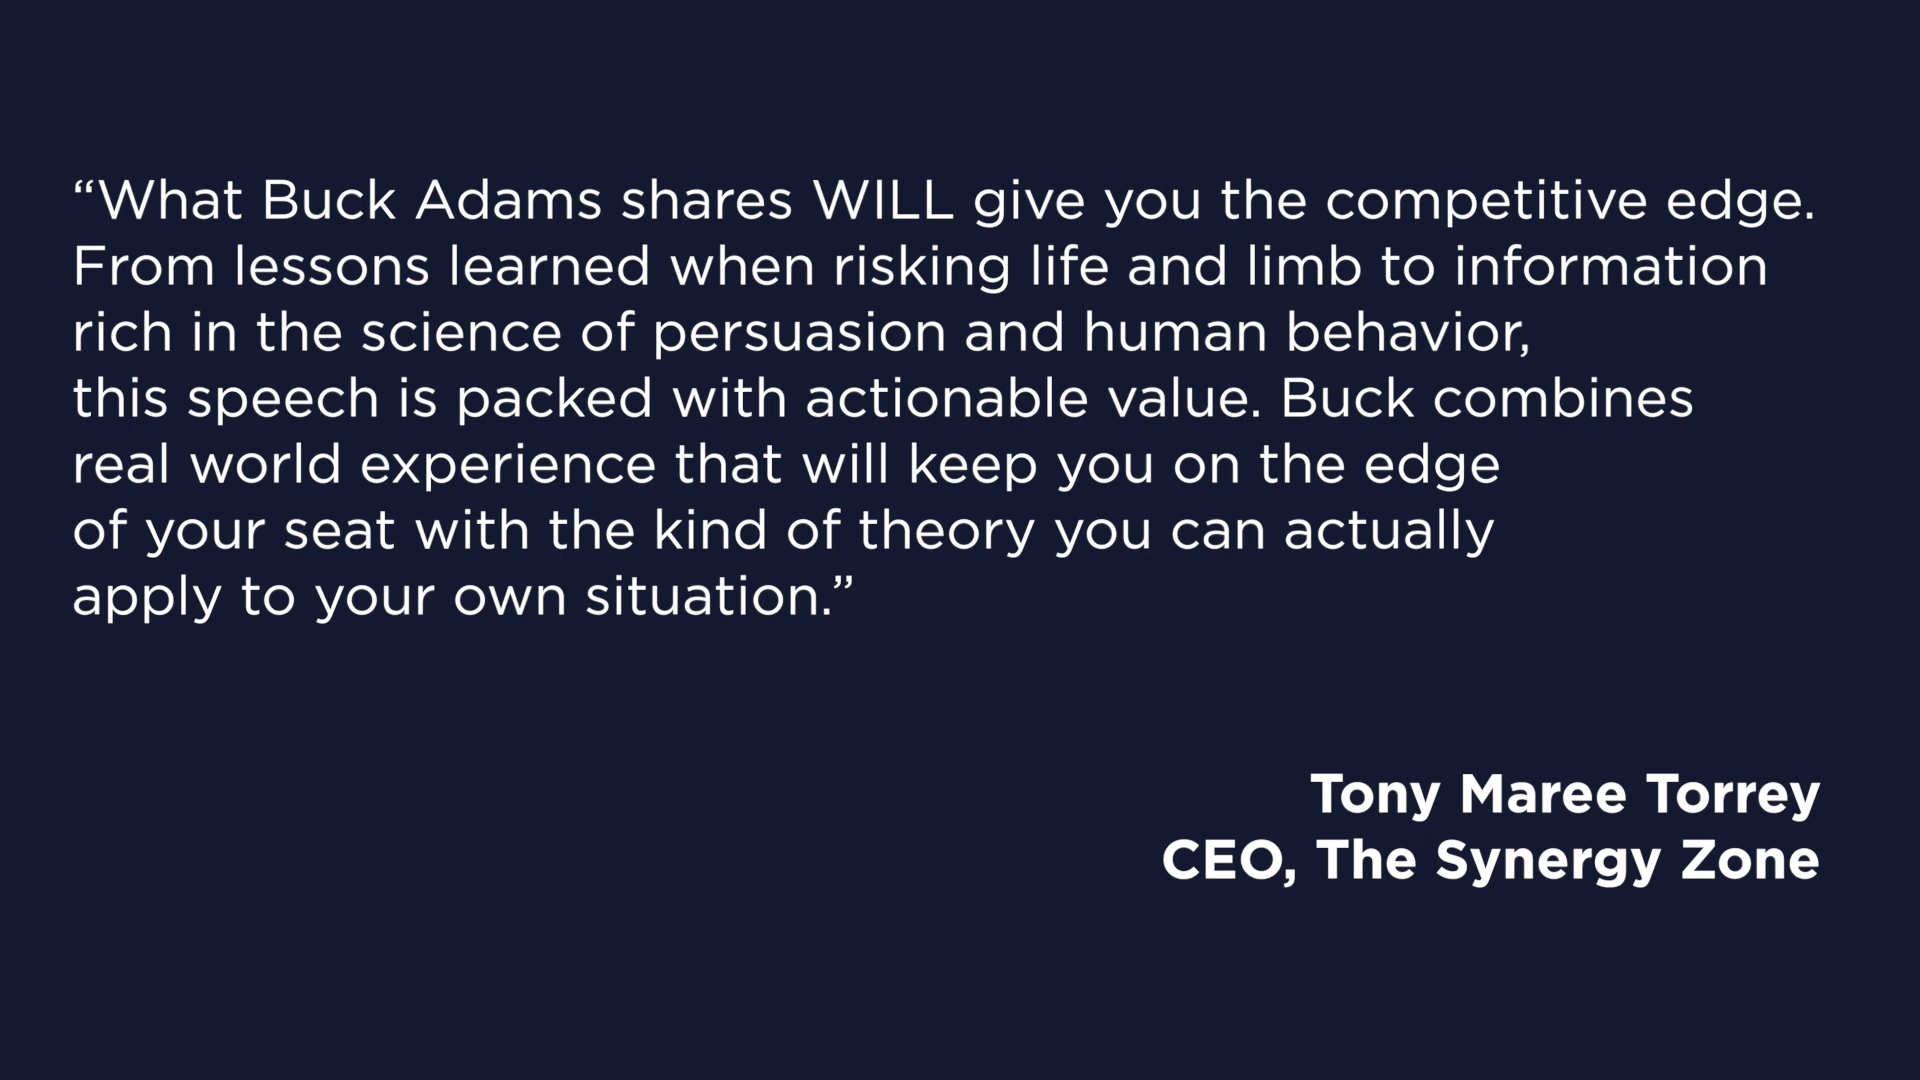 “What Buck Adams shares WILL give you the competitive edge.
From lessons learned when risking life and limb to information
rich in the science of persuasion and human behavior,
this speech is packed with actionable value. Buck combines
real world experience that will keep you on the edge
of your seat with the kind of theory you can actually
apply to your own situation.”
Tony Maree Torrey
CEO, The Synergy Zone